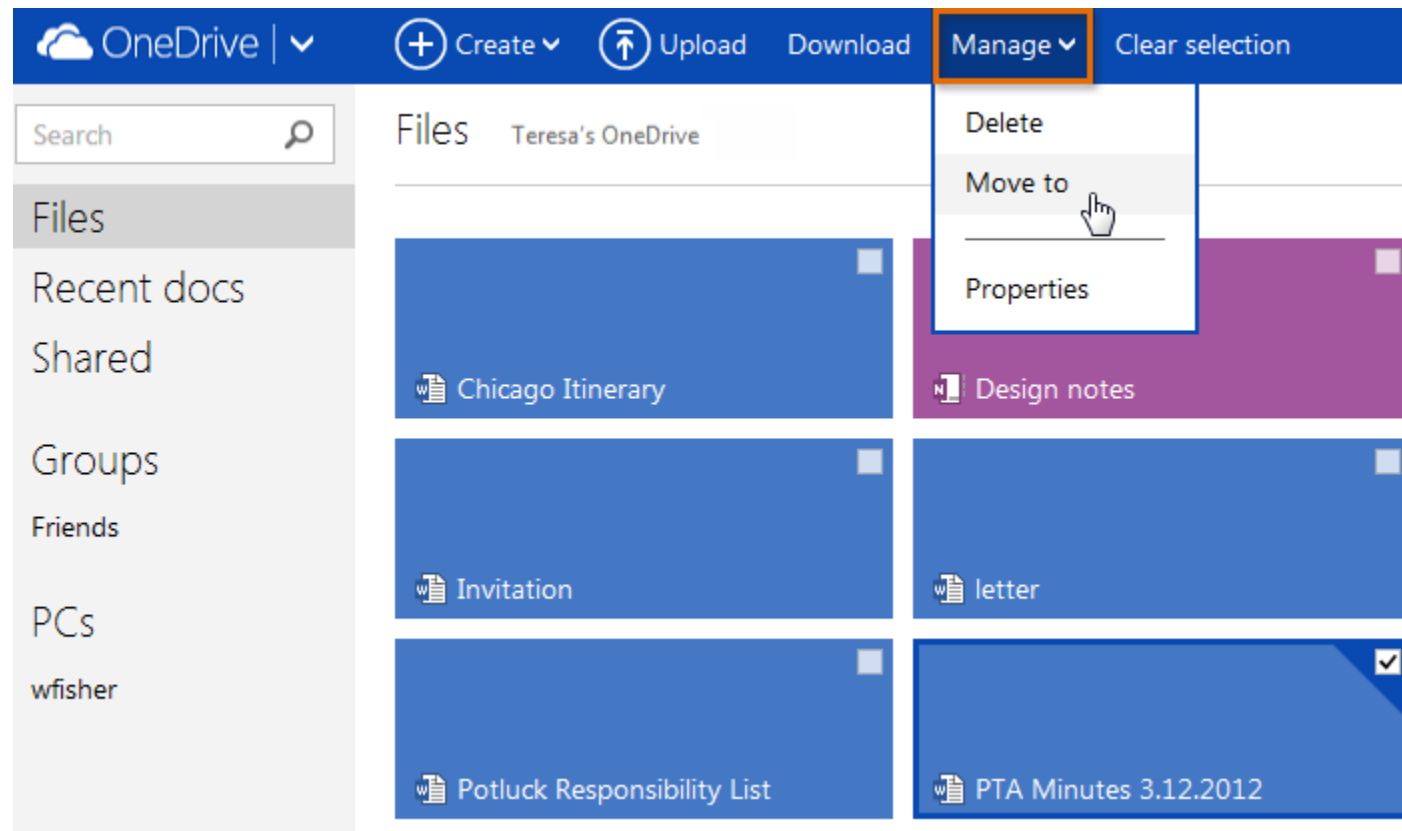 OneDrive
Create
Upload
Download
Manage
Clear selection
Search
Files
Recent docs
Shared
Groups
Friends
PCs
wfisher
Files Teresa's OneDrive
Delete
Move to
Properties
Chicago Itinerary
Design notes
Invitation
letter
Potluck Responsibility List
PTA Minutes 3.12.2012